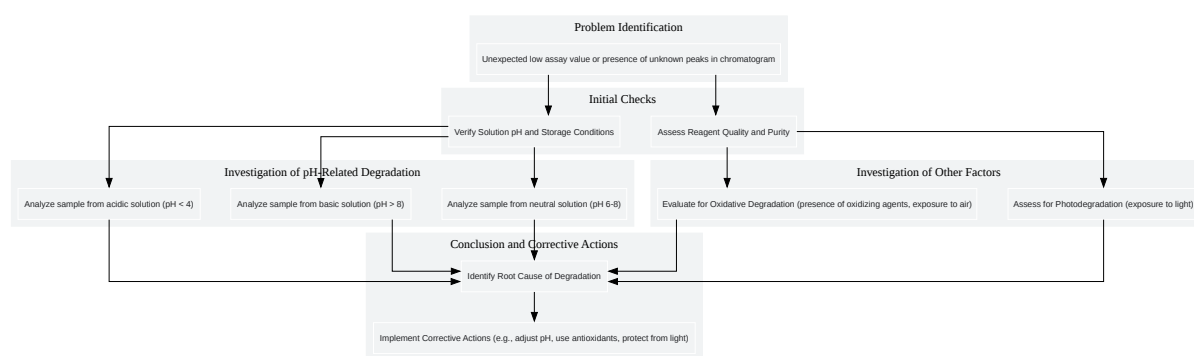 Problem Identification
Unexpected low assay value or presence of unknown peaks in chromatogram
Initial Checks
Verify Solution pH and Storage Conditions
Assess Reagent Quality and Purity
Investigation of pH-Related Degradation
Investigation of Other Factors
Analyze sample from acidic solution (pH < 4)
Analyze sample from basic solution (pH > 8)
Analyze sample from neutral solution (pH 6-8)
Evaluate for Oxidative Degradation (presence of oxidizing agents, exposure to air)
Assess for Photodegradation (exposure to light)
Conclusion and Corrective Actions
Identify Root Cause of Degradation
Implement Corrective Actions (e.g., adjust pH, use antioxidants, protect from light)